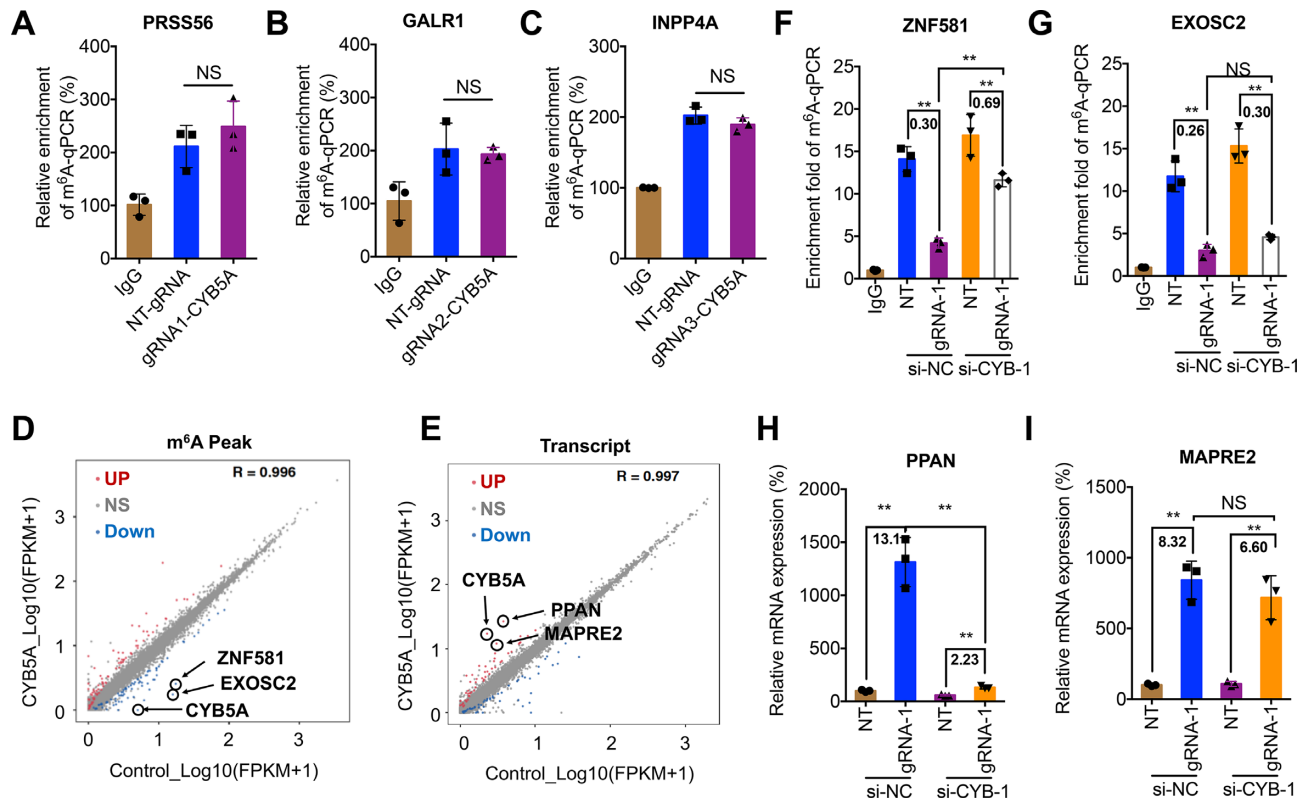 A
PRSS56
Relative enrichment
of m⁶A-qPCR (%)
400
300
200
100
0
NS
IgG
NT-gRNA
gRNA1-CYB5A
B
GALR1
Relative enrichment
of m⁶A-qPCR (%)
400
300
200
100
0
NS
IgG
NT-gRNA
gRNA2-CYB5A
C
INPP4A
Relative enrichment
of m⁶A-qPCR (%)
300
200
100
0
NS
IgG
NT-gRNA
gRNA3-CYB5A
F
ZNF581
Enrichment fold of m⁶A-qPCR
25
20
15
10
5
0
**
**
**
0.69
0.30
IgG
NT
gRNA-1
NT
gRNA-1
si-NC
si-CYB-1
G
EXOSC2
Enrichment fold of m⁶A-qPCR
25
20
15
10
5
0
NS
**
**
0.30
0.26
IgG
NT
gRNA-1
NT
gRNA-1
si-NC
si-CYB-1
D
m⁶A Peak
UP
NS
Down
R = 0.996
CYB5A_Log10(FPKM+1)
3
2
1
0
ZNF581
EXOSC2
CYB5A
0
1
2
3
Control_Log10(FPKM+1)
E
Transcript
UP
NS
Down
R = 0.997
CYB5A_Log10(FPKM+1)
3
2
1
0
CYB5A
PPAN
MAPRE2
0
1
2
3
Control_Log10(FPKM+1)
H
PPAN
Relative mRNA expression (%)
2000
1500
1000
500
0
**
**
13.1
**
2.23
NT
gRNA-1
NT
gRNA-1
si-NC
si-CYB-1
I
MAPRE2
Relative mRNA expression (%)
1500
1000
500
0
**
NS
8.32
**
6.60
NT
gRNA-1
NT
gRNA-1
si-NC
si-CYB-1